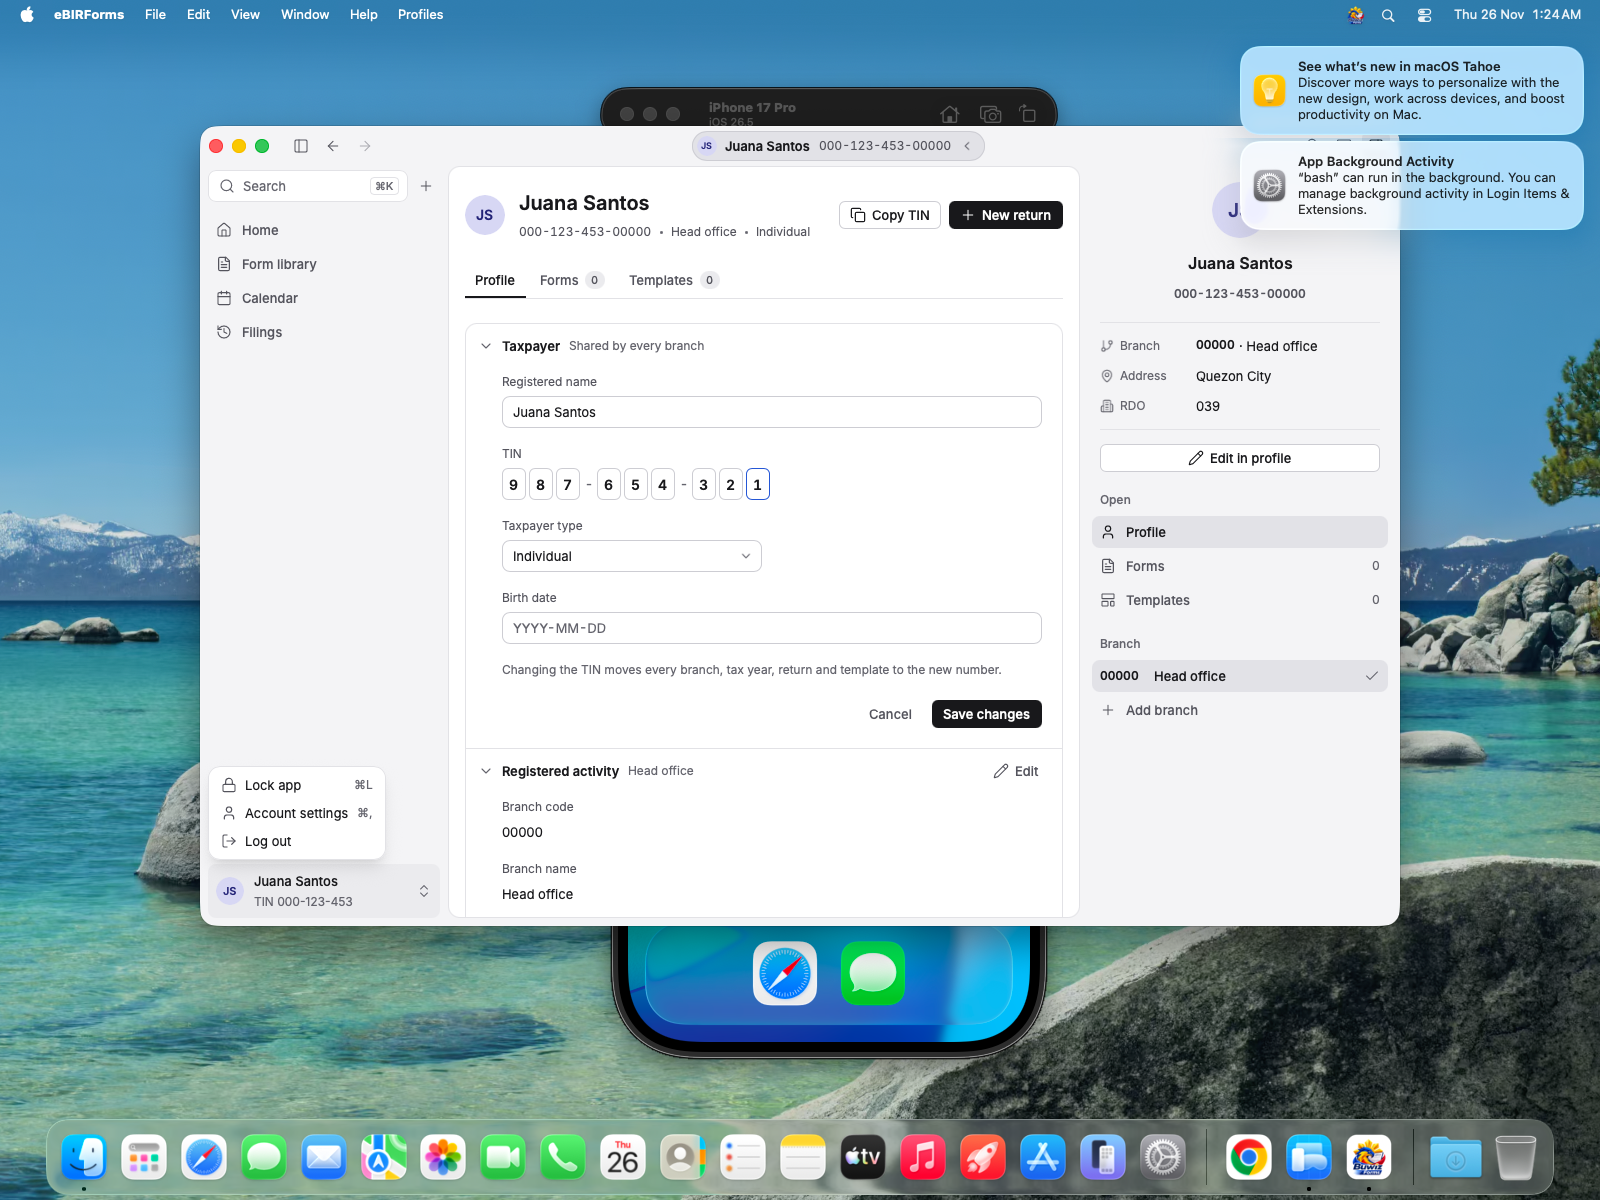 eBIRForms File Edit View Window Help Profiles
Thu 26 Nov 1:24 AM
See what's new in macOS Tahoe
Discover more ways to personalize with the
new design, work across devices, and boost
productivity on Mac.
App Background Activity
“bash” can run in the background. You can
manage background activity in Login Items &
Extensions.
iPhone 17 Pro
iOS 26.5
JS Juana Santos 000-123-453-00000
Search ⌘K
Home
Form library
Calendar
Filings
JS
Juana Santos
000-123-453-00000 • Head office • Individual
Copy TIN
New return
Profile
Forms 0
Templates 0
Taxpayer Shared by every branch
Registered name
Juana Santos
TIN
9 8 7 - 6 5 4 - 3 2 1
Taxpayer type
Individual
Birth date
YYYY-MM-DD
Changing the TIN moves every branch, tax year, return and template to the new number.
Cancel
Save changes
Registered activity Head office
Edit
Branch code
00000
Branch name
Head office
Juana Santos
000-123-453-00000
Branch 00000 · Head office
Address Quezon City
RDO 039
Edit in profile
Open
Profile
Forms 0
Templates 0
Branch
00000 Head office
Add branch
Lock app ⌘L
Account settings ⌘,
Log out
JS
Juana Santos
TIN 000-123-453
Thu
26
tv
BUWIZ